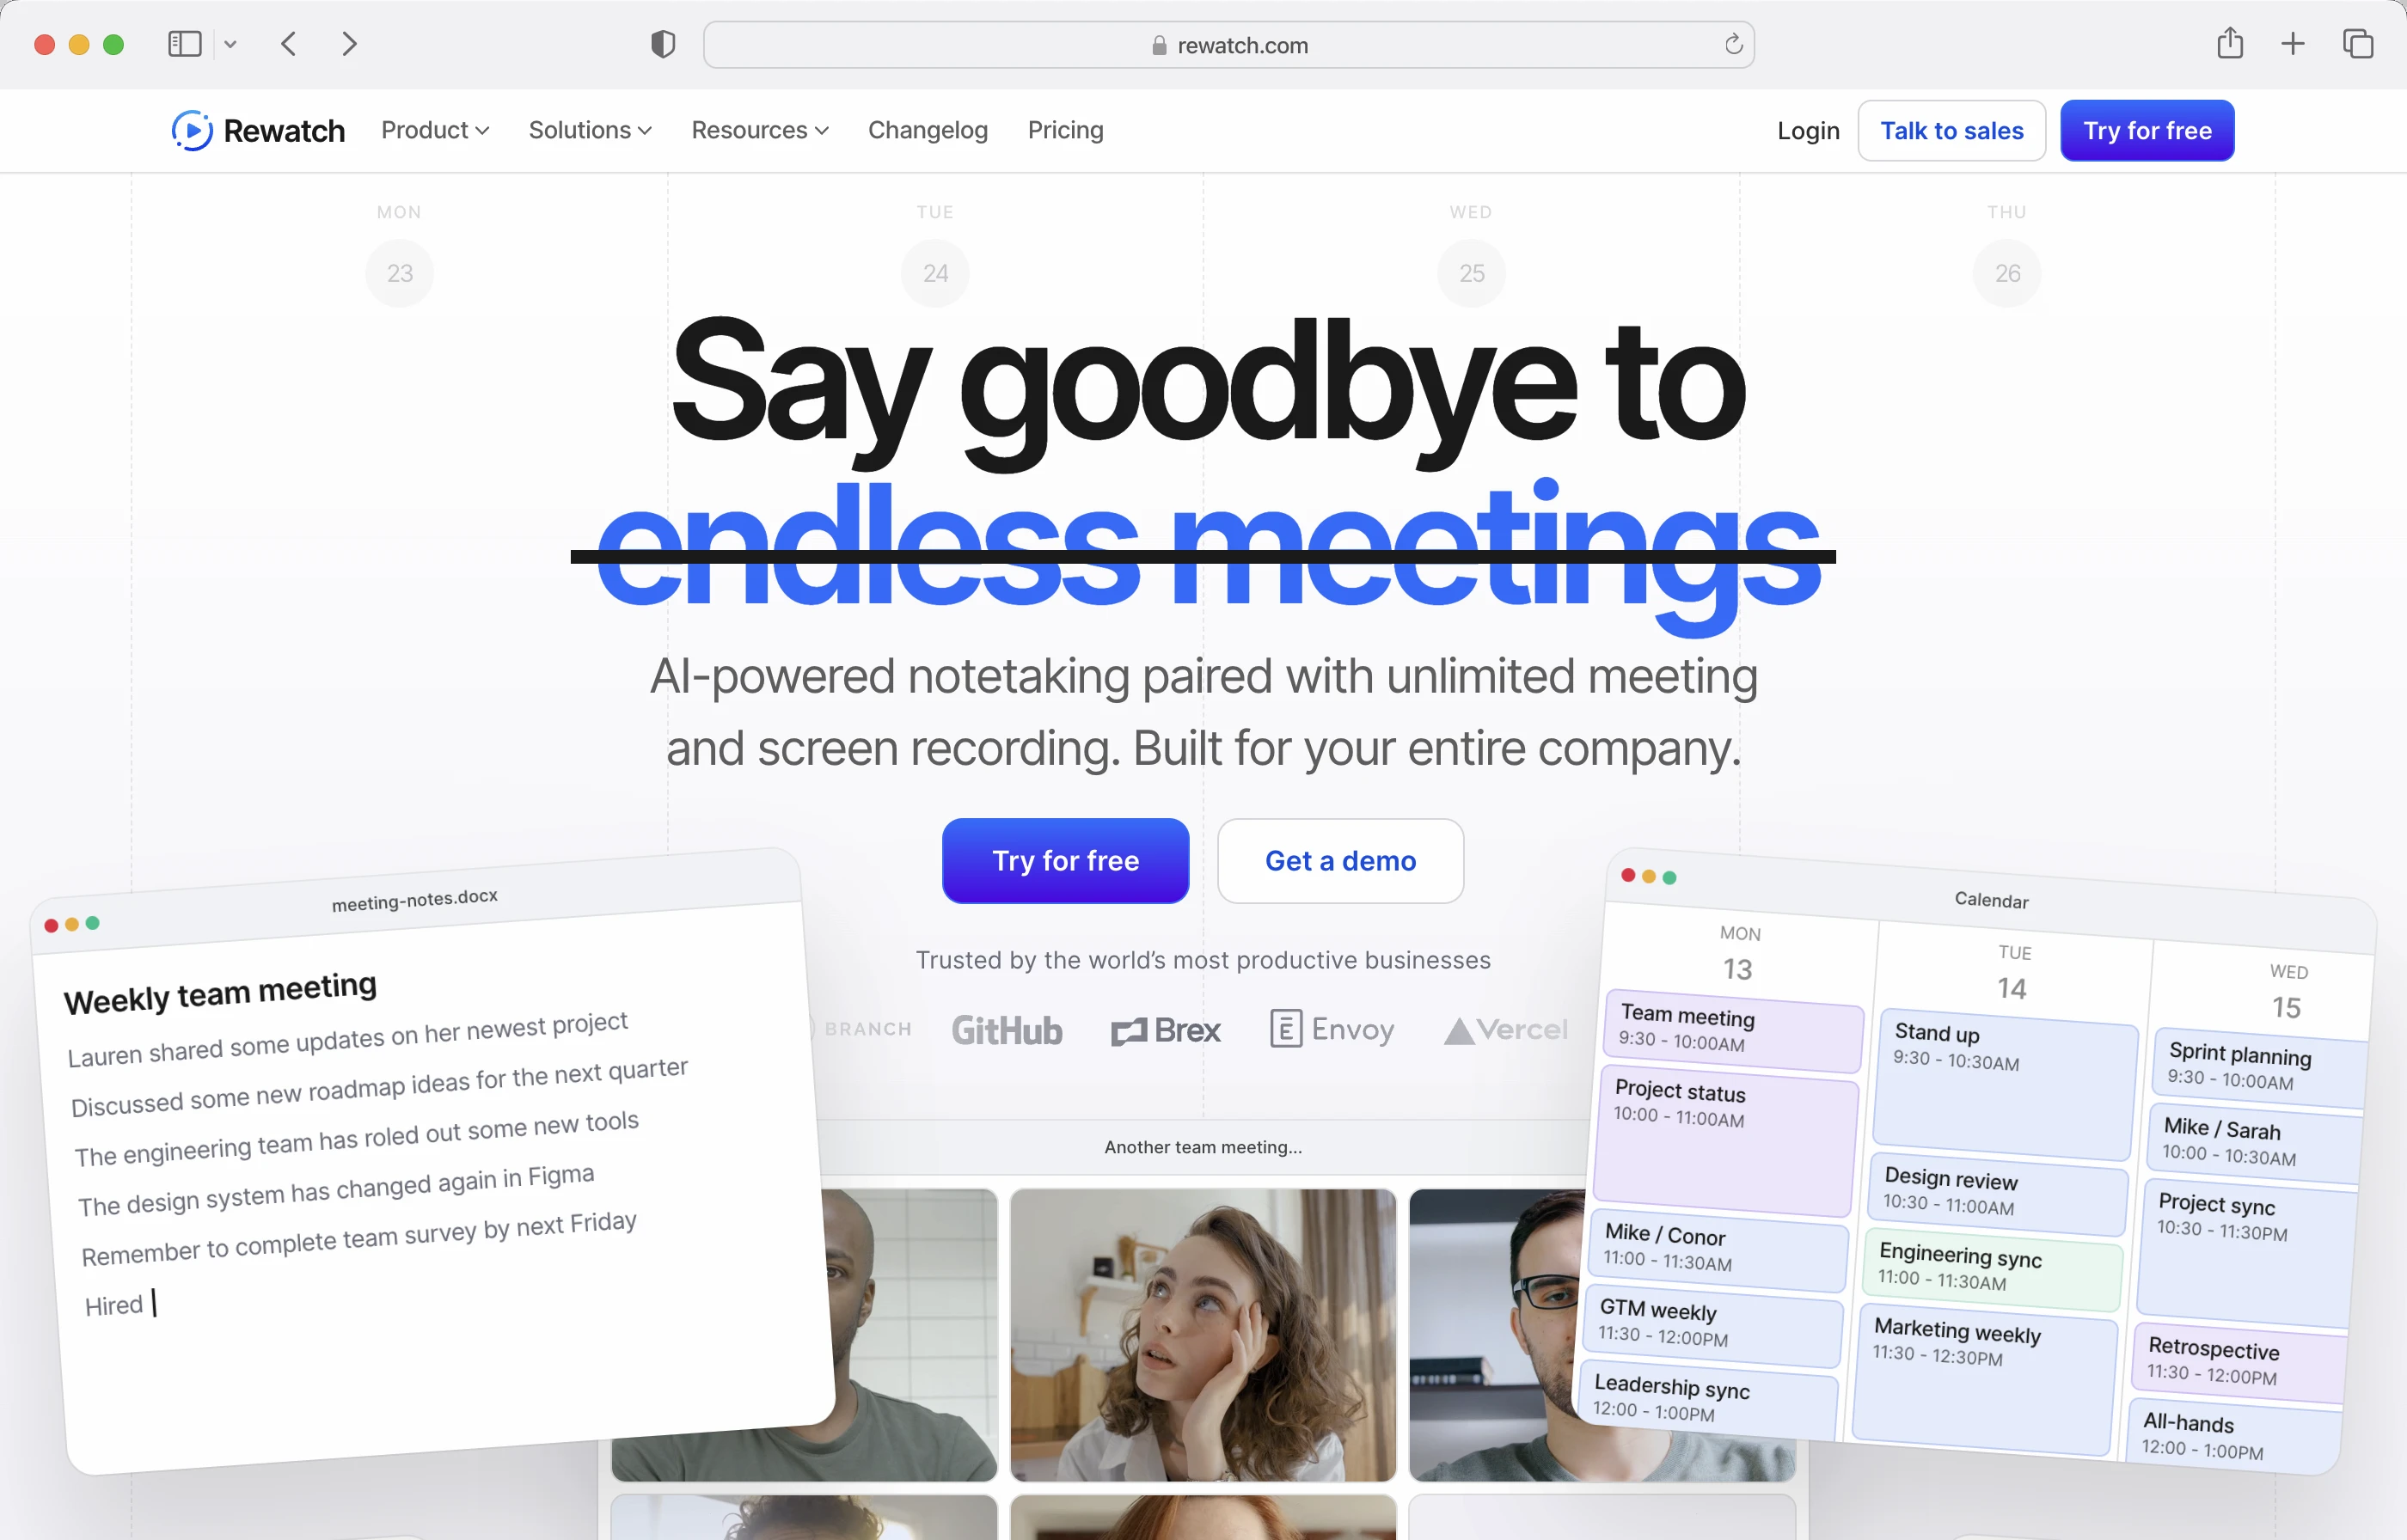 rewatch.com
Rewatch Product Solutions Resources Changelog Pricing Login Talk to sales Try for free
MON TUE WED THU
23 24 25 26
Say goodbye to
endless meetings
AI-powered notetaking paired with unlimited meeting
and screen recording. Built for your entire company.
Try for free Get a demo
Trusted by the world's most productive businesses
BRANCH GitHub Brex Envoy Vercel
meeting-notes.docx
Weekly team meeting
Lauren shared some updates on her newest project
Discussed some new roadmap ideas for the next quarter
The engineering team has roled out some new tools
The design system has changed again in Figma
Remember to complete team survey by next Friday
Hired
Another team meeting...
Calendar
MON
13
Team meeting
9:30 - 10:00AM
Project status
10:00 - 11:00AM
Mike / Conor
11:00 - 11:30AM
GTM weekly
11:30 - 12:00PM
Leadership sync
12:00 - 1:00PM
TUE
14
Stand up
9:30 - 10:30AM
Design review
10:30 - 11:00AM
Engineering sync
11:00 - 11:30AM
Marketing weekly
11:30 - 12:30PM
WED
15
Sprint planning
9:30 - 10:00AM
Mike / Sarah
10:00 - 10:30AM
Project sync
10:30 - 11:30PM
Retrospective
11:30 - 12:00PM
All-hands
12:00 - 1:00PM